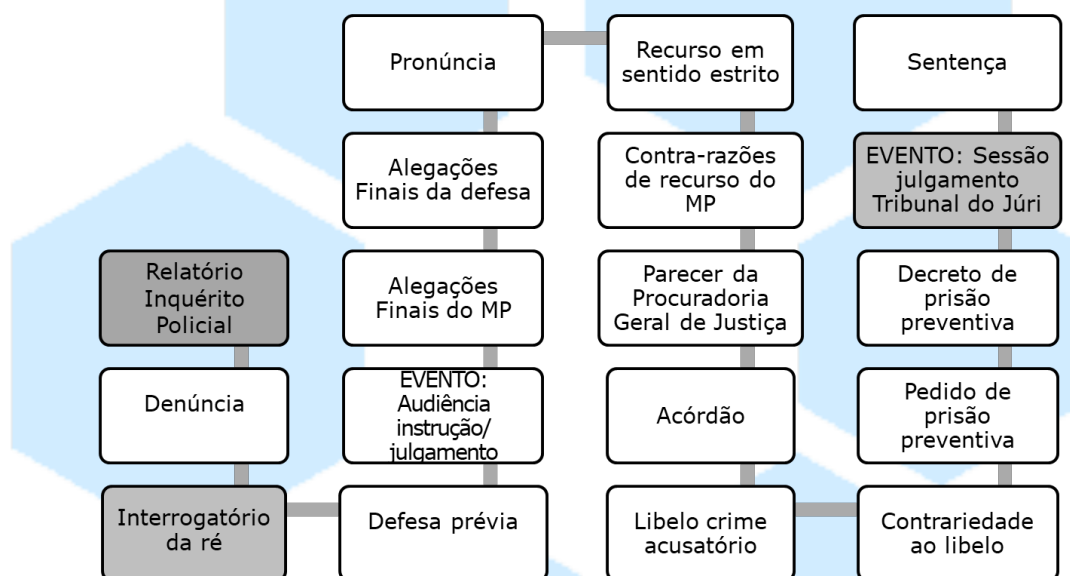 Pronúncia
Recurso em
sentido estrito
Sentença
Alegações
Finais da defesa
Contra-razões
de recurso do
MP
EVENTO: Sessão
julgamento
Tribunal do Júri
Relatório
Inquérito
Policial
Alegações
Finais do MP
Parecer da
Procuradoria
Geral de Justiça
Decreto de
prisão
preventiva
Denúncia
EVENTO:
Audiência
instrução/
julgamento
Acórdão
Pedido de
prisão
preventiva
Interrogatório
da ré
Defesa prévia
Libelo crime
acusatório
Contrariedade
ao libelo